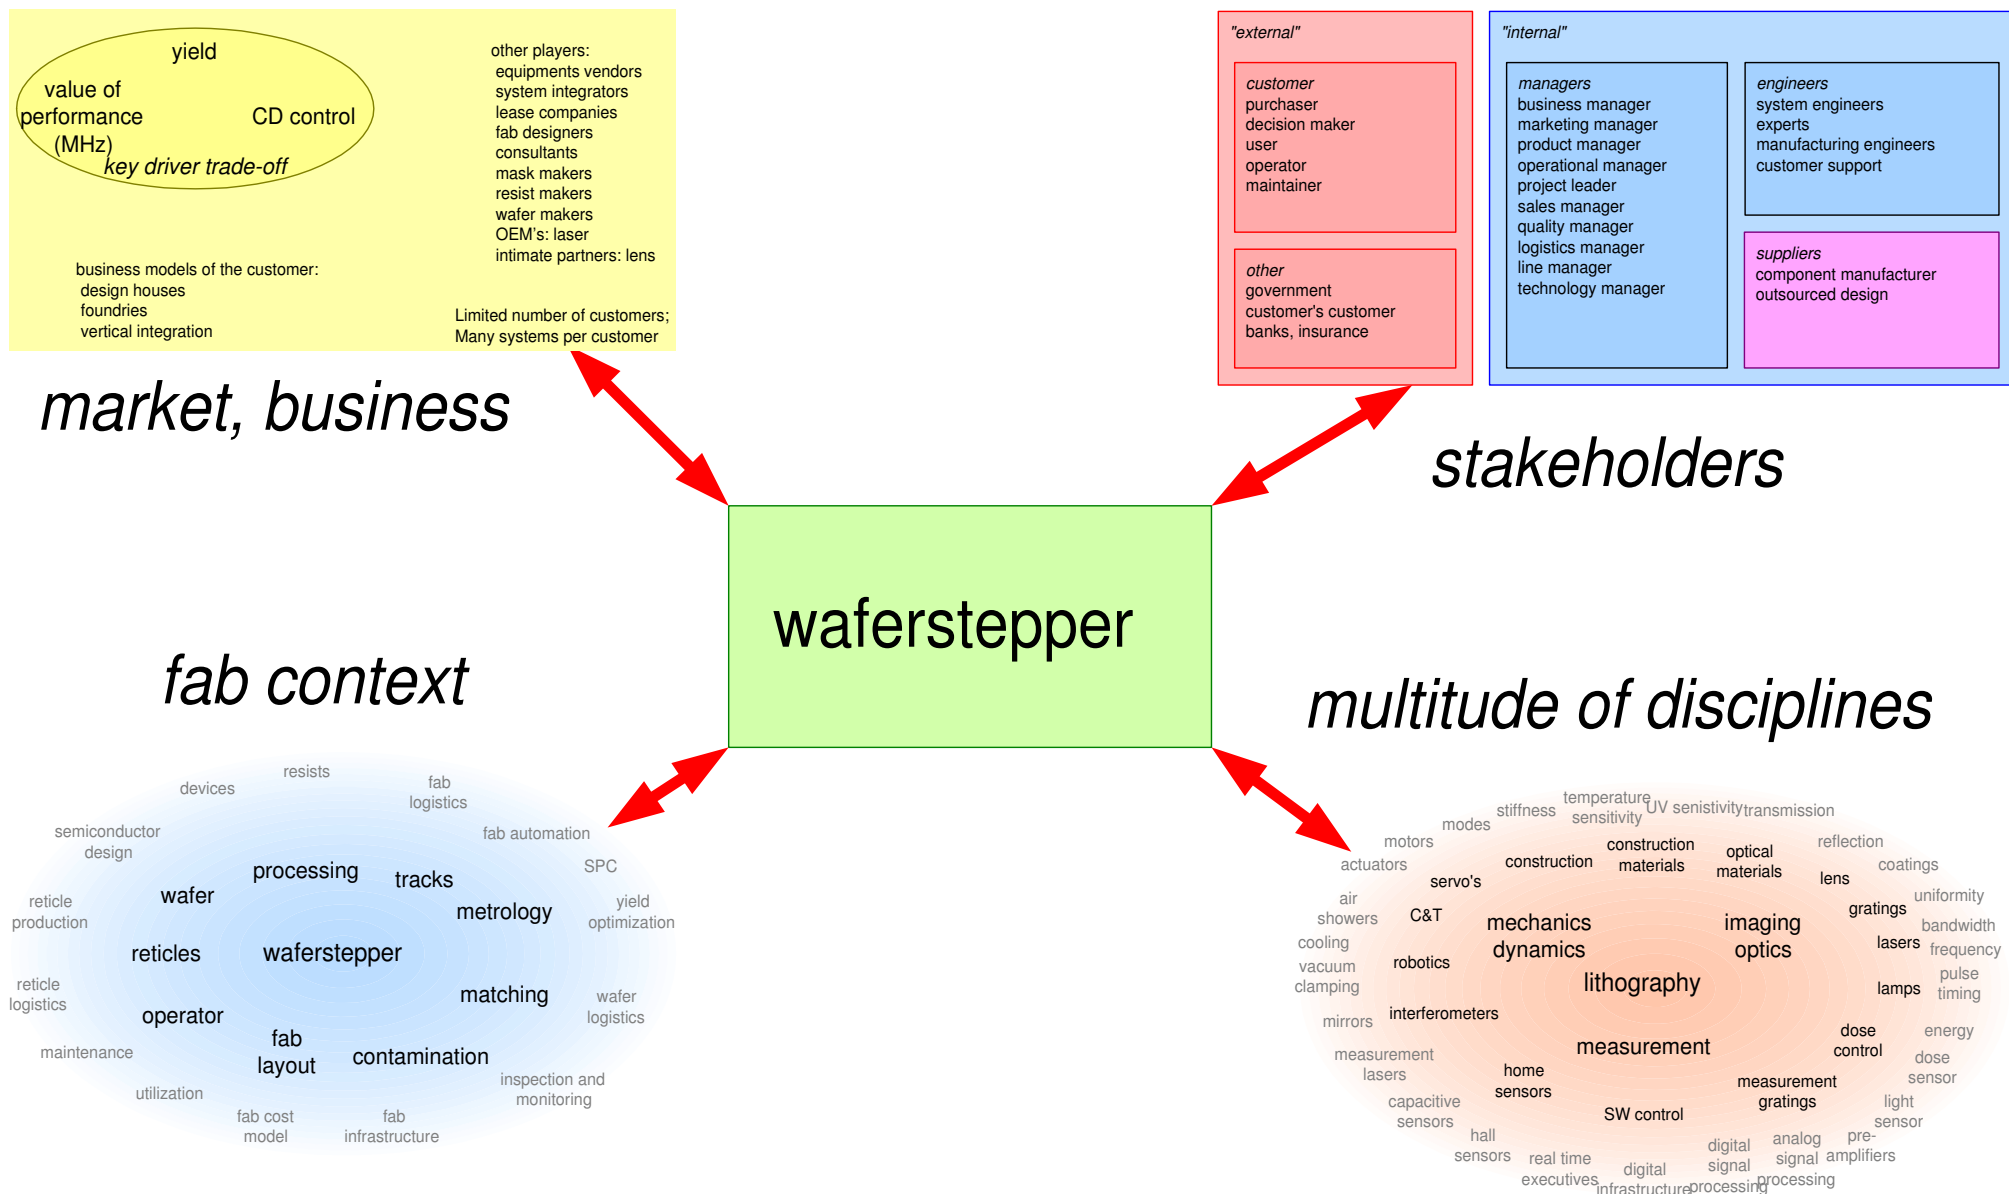 yield
value of
performance
(MHz)
CD control
key driver trade-off
other players:
equipments vendors
system integrators
lease companies
fab designers
consultants
mask makers
resist makers
wafer makers
OEM's: laser
intimate partners: lens
business models of the customer:
design houses
foundries
vertical integration
Limited number of customers;
Many systems per customer
market, business
"external"
customer
purchaser
decision maker
user
operator
maintainer
other
government
customer's customer
banks, insurance
"internal"
managers
business manager
marketing manager
product manager
operational manager
project leader
sales manager
quality manager
logistics manager
line manager
technology manager
engineers
system engineers
experts
manufacturing engineers
customer support
suppliers
component manufacturer
outsourced design
stakeholders
waferstepper
fab context
resists
devices
fab
logistics
semiconductor
design
fab automation
SPC
processing
tracks
wafer
metrology
reticle
production
yield
optimization
reticles
waferstepper
reticle
logistics
matching
wafer
logistics
operator
fab
layout
contamination
maintenance
utilization
inspection and
monitoring
fab cost
model
fab
infrastructure
multitude of disciplines
temperature
sensitivity
UV senistivity
transmission
stiffness
modes
motors
actuators
reflection
coatings
construction
construction
materials
optical
materials
lens
servo's
uniformity
air
showers
C&T
gratings
bandwidth
mechanics
dynamics
imaging
optics
cooling
lasers
frequency
vacuum
clamping
robotics
lithography
pulse
timing
lamps
mirrors
interferometers
energy
dose
control
measurement
measurement
lasers
dose
sensor
home
sensors
measurement
gratings
capacitive
sensors
SW control
light
sensor
hall
sensors
real time
executives
digital
infrastructure
digital
signal
processing
analog
signal
processing
pre-
amplifiers